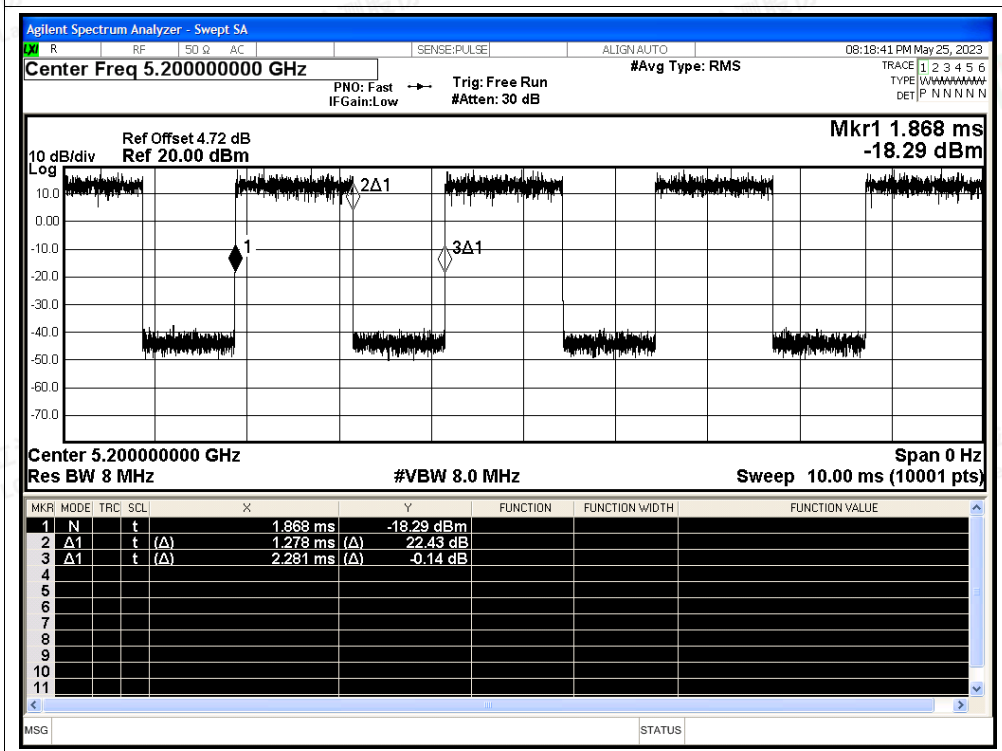 Agilent Spectrum Analyzer - Swept SA
LXI R RF 50 Ω AC SENSE:PULSE ALIGN AUTO 08:18:41 PM May 25, 2023
Center Freq 5.200000000 GHz #Avg Type: RMS TRACE 1 2 3 4 5 6
PNO: Fast Trig: Free Run TYPE WWWWWW
IFGain:Low #Atten: 30 dB DET P N N N N N
Mkr1 1.868 ms
Ref Offset 4.72 dB
10 dB/div Ref 20.00 dBm -18.29 dBm
Log
10.0
0.00
-10.0
-20.0
-30.0
-40.0
-50.0
-60.0
-70.0
2Δ1
1
3Δ1
Center 5.200000000 GHz Span 0 Hz
Res BW 8 MHz #VBW 8.0 MHz Sweep 10.00 ms (10001 pts)
MKR MODE TRC SCL X Y FUNCTION FUNCTION WIDTH FUNCTION VALUE
1 N t 1.868 ms -18.29 dBm
2 Δ1 t (Δ) 1.278 ms (Δ) 22.43 dB
3 Δ1 t (Δ) 2.281 ms (Δ) -0.14 dB
4
5
6
7
8
9
10
11
MSG STATUS